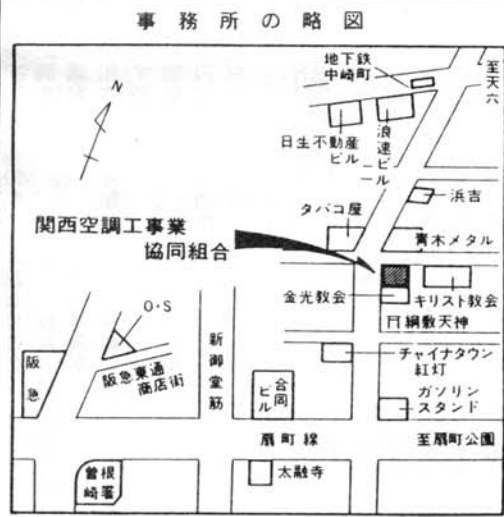 事務所の略図
地下鉄
中崎町
至天六
N
日生不動産
ビル
浪速ビル
浜吉
タバコ屋
関西空調工事業
協同組合
青木メタル
金光教会
キリスト教会
綱敷天神
O・S
新御堂筋
チャイナタウン
紅灯
阪急
阪急東通
商店街
合同
ビル
ガソリン
スタンド
扇町線
至扇町公園
曽根
崎署
太融寺